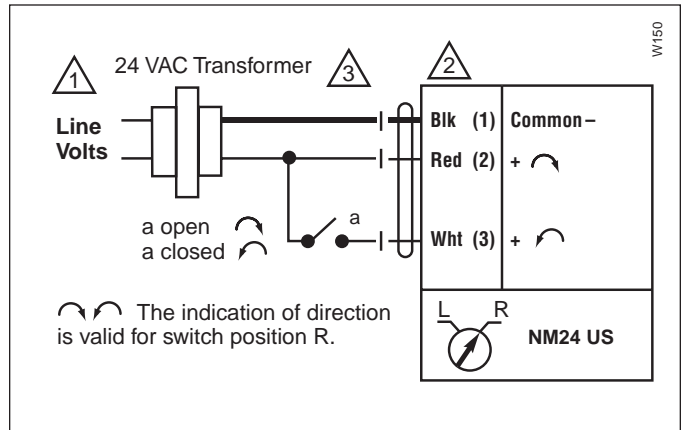 W150
1
24 VAC Transformer
3
2
Line
Volts
Blk (1) Common –
Red (2) +
a open
a closed
a
Wht (3) +
The indication of direction
is valid for switch position R.
L R
NM24 US